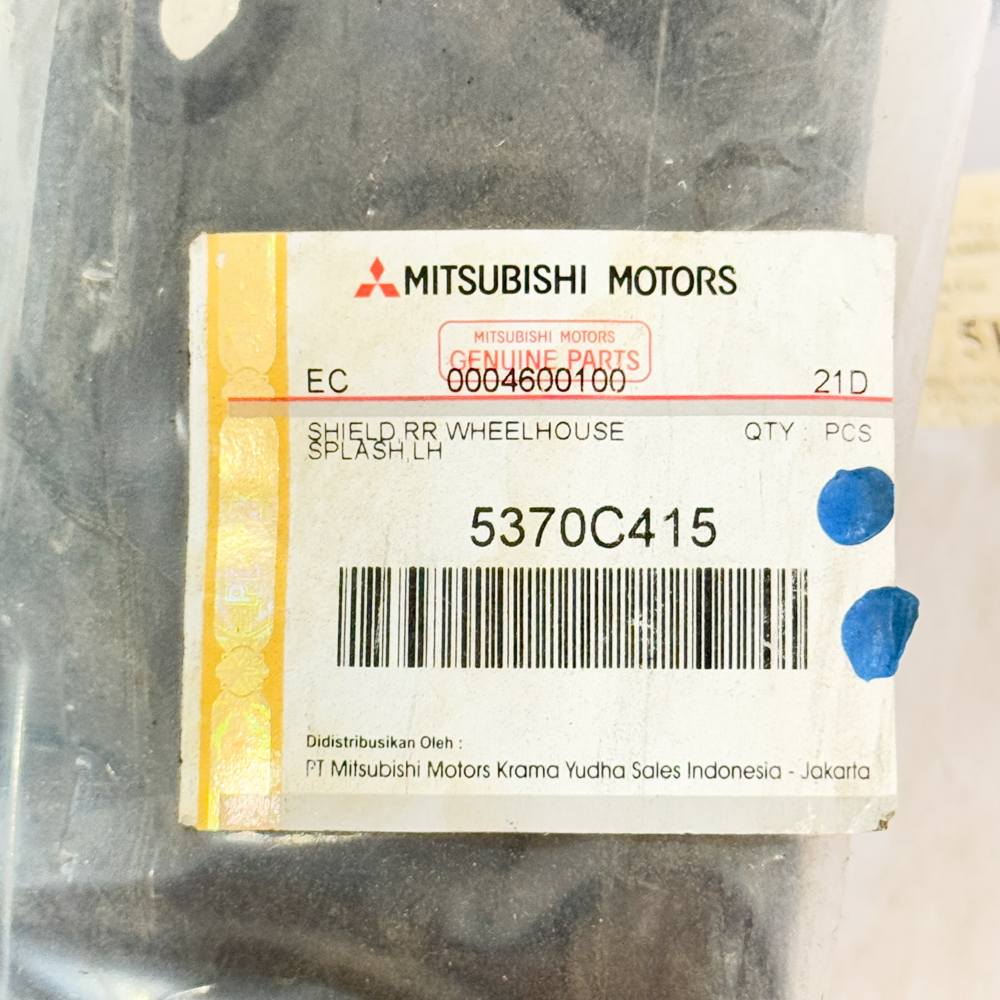 MITSUBISHI MOTORS
MITSUBISHI MOTORS
GENUINE PARTS
EC 0004600100 21D
SHIELD,RR WHEELHOUSE QTY : PCS
SPLASH,LH
5370C415
Didistribusikan Oleh :
PT Mitsubishi Motors Krama Yudha Sales Indonesia - Jakarta